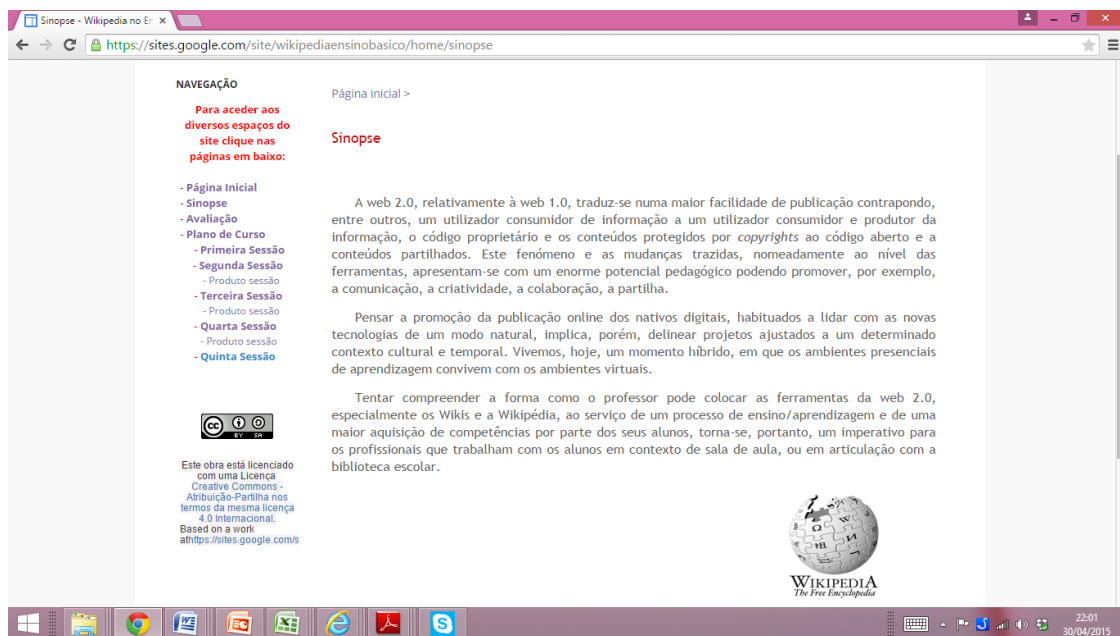 Sinopse - Wikipedia no En
https://sites.google.com/site/wikipediaensinobasico/home/sinopse
NAVEGAÇÃO
Para aceder aos
diversos espaços do
site clique nas
páginas em baixo:
- Página Inicial
- Sinopse
- Avaliação
- Plano de Curso
- Primeira Sessão
- Segunda Sessão
- Produto sessão
- Terceira Sessão
- Produto sessão
- Quarta Sessão
- Produto sessão
- Quinta Sessão
cc BY SA
Este obra está licenciado
com uma Licença
Creative Commons -
Atribuição-Partilha nos
termos da mesma licença
4.0 Internacional.
Based on a work
athttps://sites.google.com/s
Página inicial >
Sinopse
A web 2.0, relativamente à web 1.0, traduz-se numa maior facilidade de publicação contrapondo,
entre outros, um utilizador consumidor de informação a um utilizador consumidor e produtor da
informação, o código proprietário e os conteúdos protegidos por copyrights ao código aberto e a
conteúdos partilhados. Este fenómeno e as mudanças trazidas, nomeadamente ao nível das
ferramentas, apresentam-se com um enorme potencial pedagógico podendo promover, por exemplo,
a comunicação, a criatividade, a colaboração, a partilha.
Pensar a promoção da publicação online dos nativos digitais, habituados a lidar com as novas
tecnologias de um modo natural, implica, porém, delinear projetos ajustados a um determinado
contexto cultural e temporal. Vivemos, hoje, um momento híbrido, em que os ambientes presenciais
de aprendizagem convivem com os ambientes virtuais.
Tentar compreender a forma como o professor pode colocar as ferramentas da web 2.0,
especialmente os Wikis e a Wikipédia, ao serviço de um processo de ensino/aprendizagem e de uma
maior aquisição de competências por parte dos seus alunos, torna-se, portanto, um imperativo para
os profissionais que trabalham com os alunos em contexto de sala de aula, ou em articulação com a
biblioteca escolar.
WIKIPEDIA
The Free Encyclopedia
22:01
30/04/2015